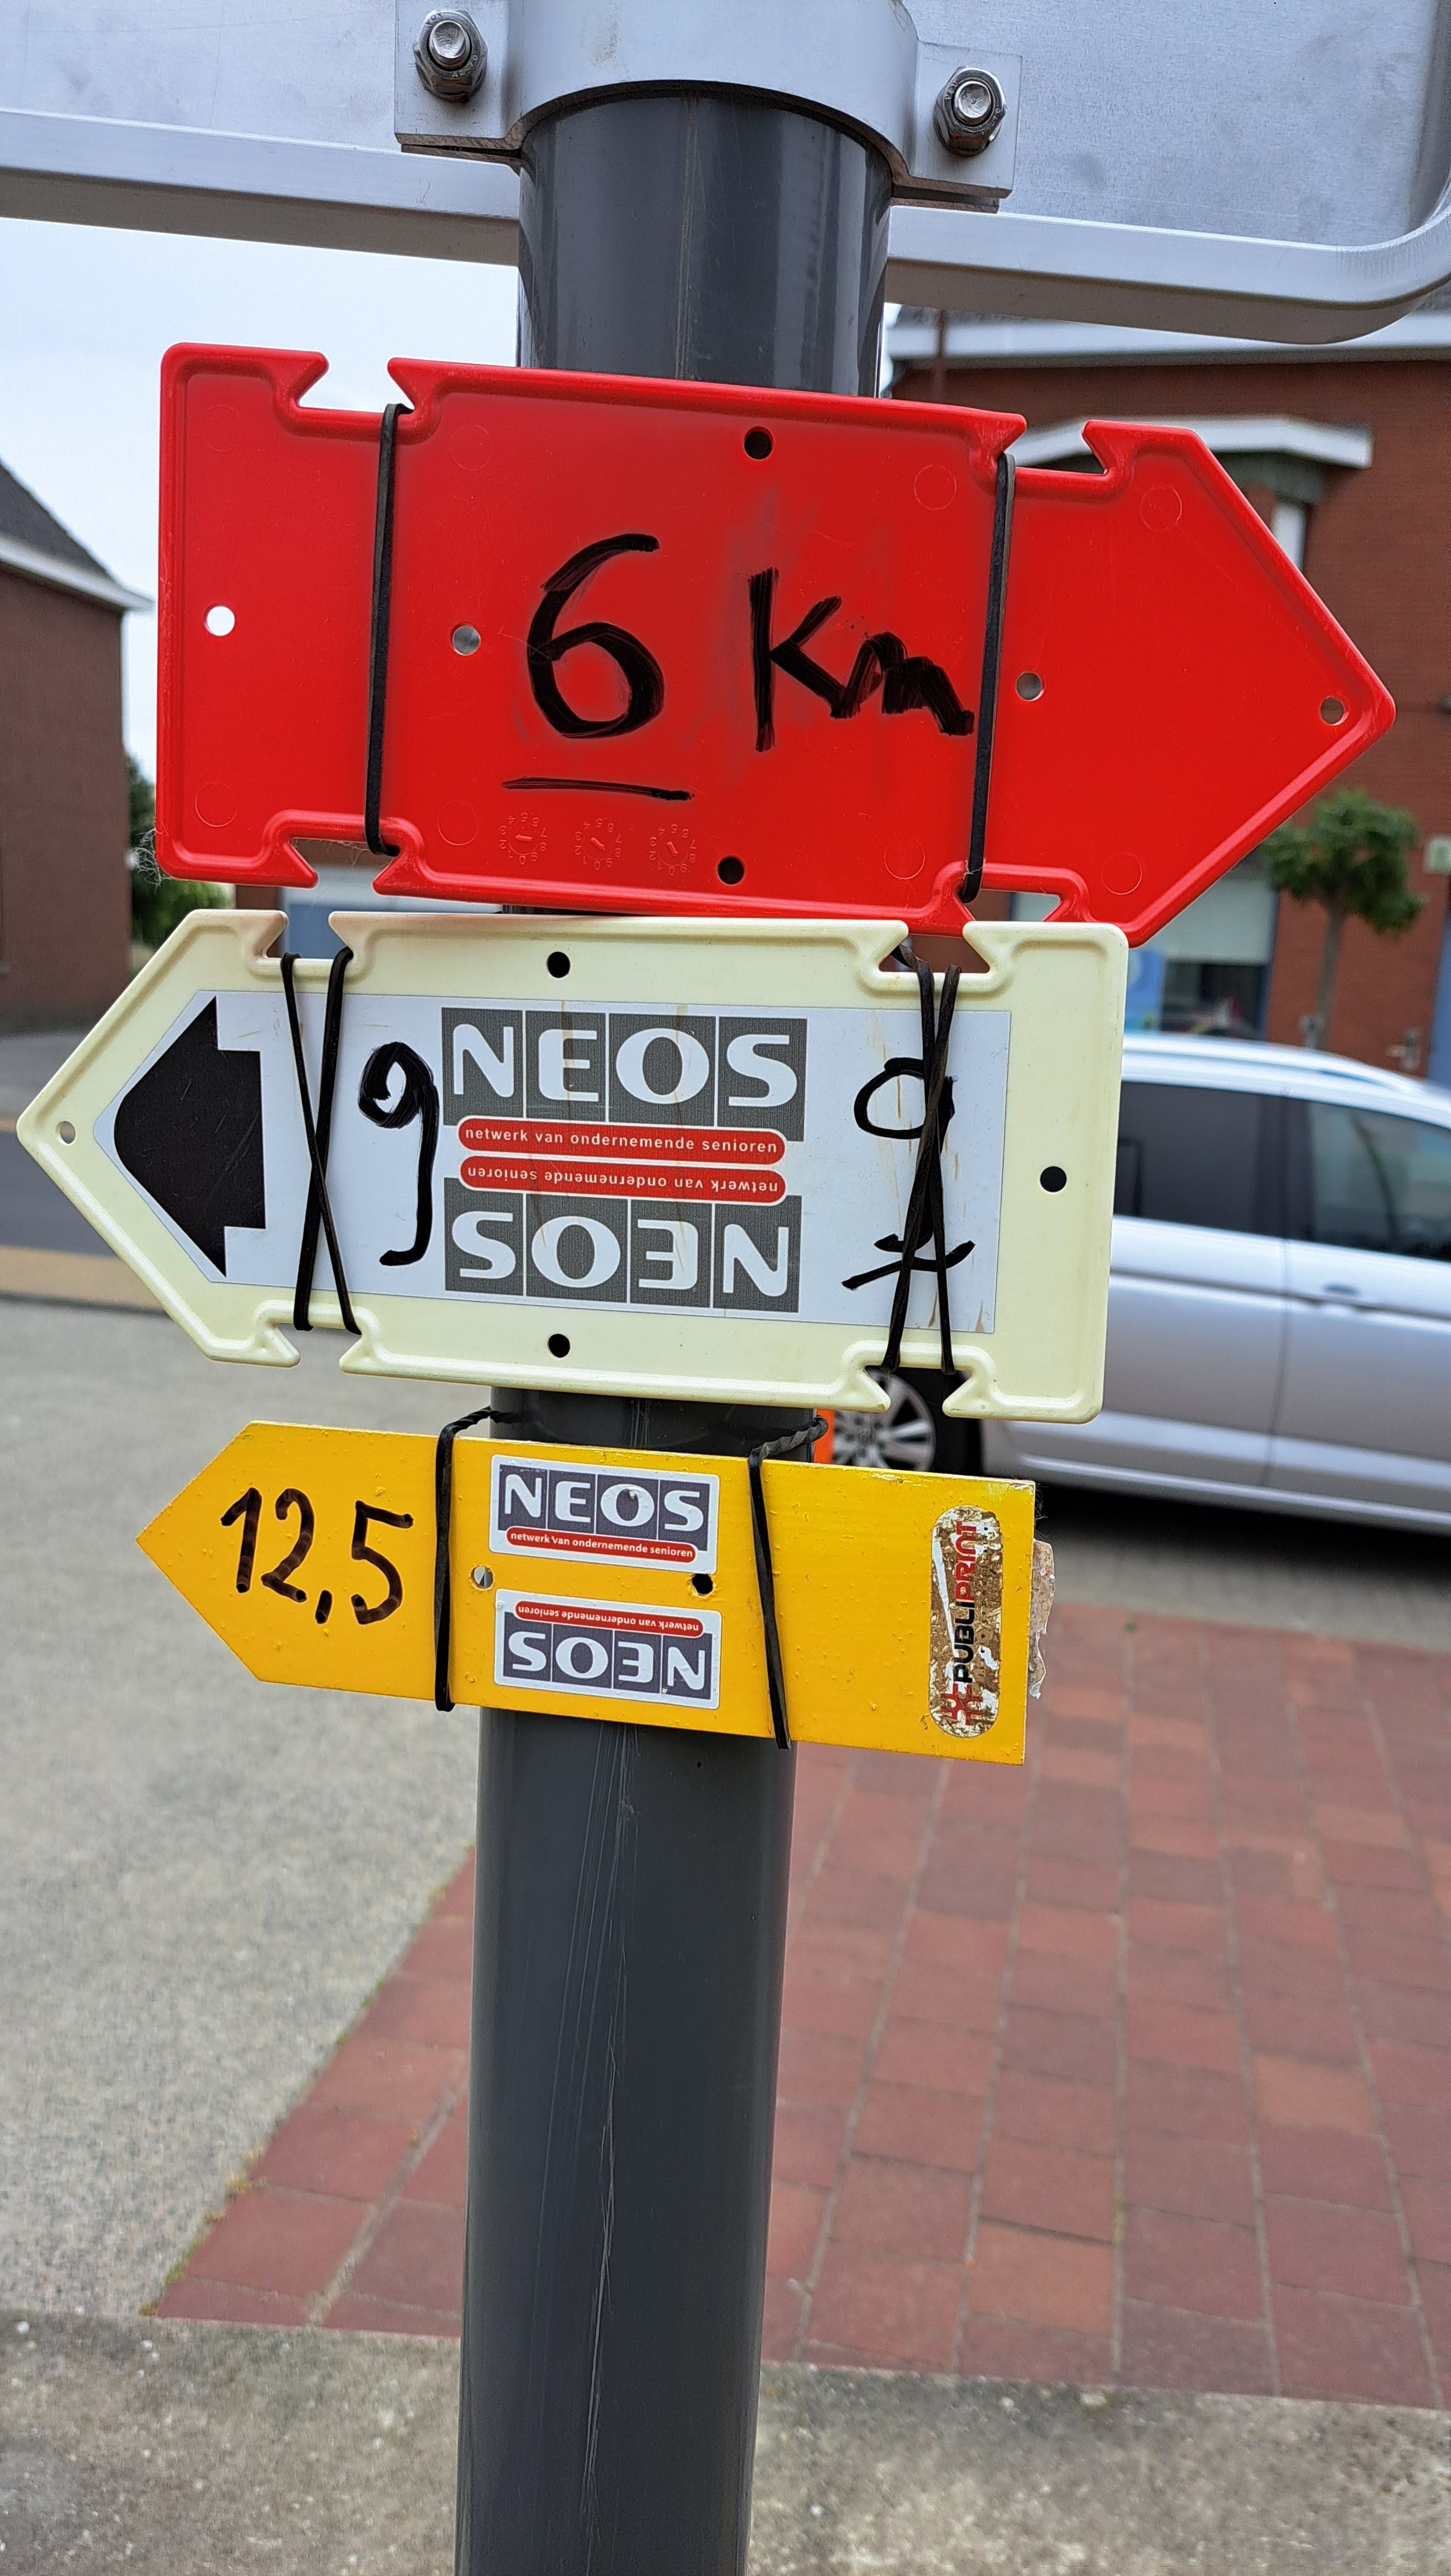 6 Km
9 NEOS 9
netwerk van ondernemende senioren
netwerk van ondernemende senioren
NEOS
12,5
NEOS
netwerk van ondernemende senioren
netwerk van ondernemende senioren
NEOS
PUBLIPRINT